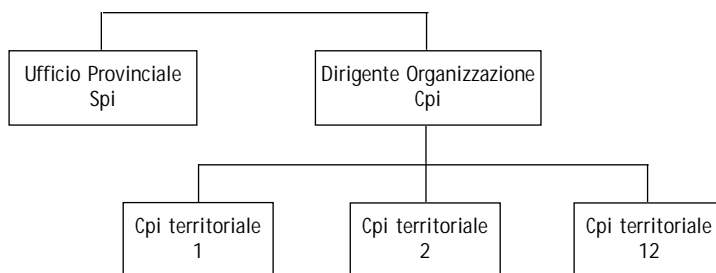 Ufficio Provinciale
Spi
Dirigente Organizzazione
Cpi
Cpi territoriale
1
Cpi territoriale
2
Cpi territoriale
12